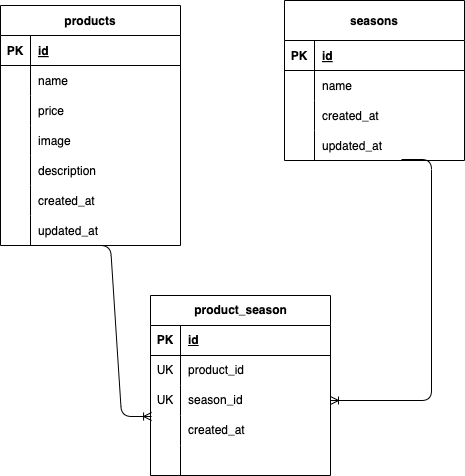 products
PK id
name
price
image
description
created_at
updated_at
seasons
PK id
name
created_at
updated_at
product_season
PK id
UK product_id
UK season_id
created_at